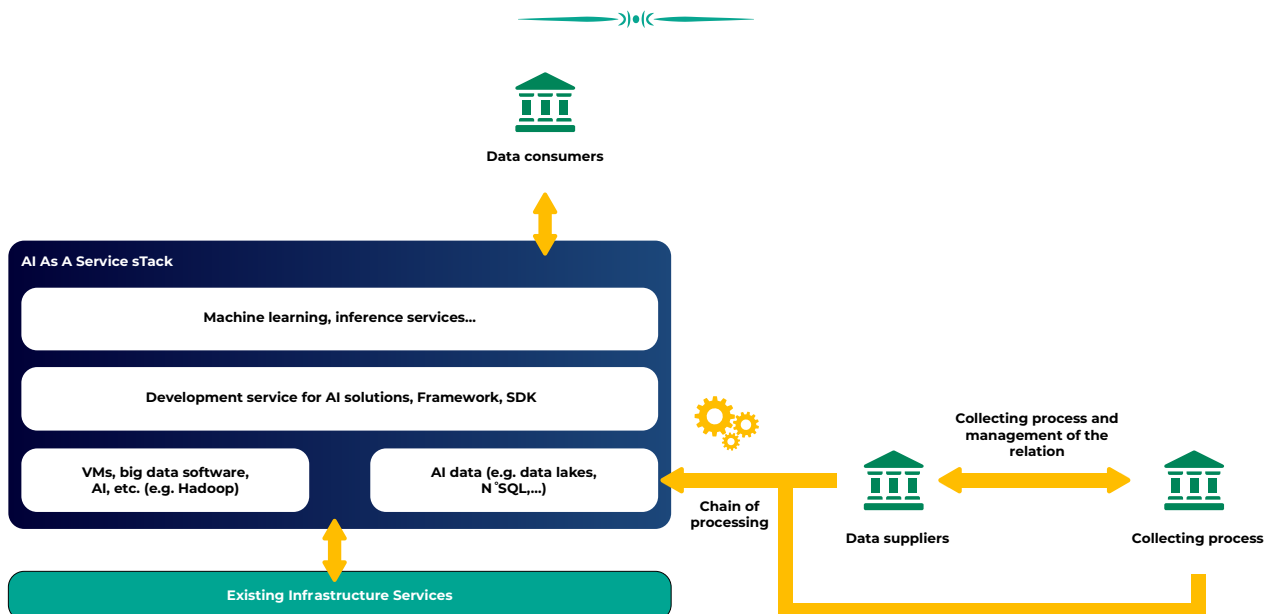 Data consumers
AI As A Service sTack
Machine learning, inference services...
Development service for AI solutions, Framework, SDK
VMs, big data software,
AI, etc. (e.g. Hadoop)
AI data (e.g. data lakes,
N°SQL,...)
Chain of
processing
Collecting process and
management of the
relation
Data suppliers
Collecting process
Existing Infrastructure Services